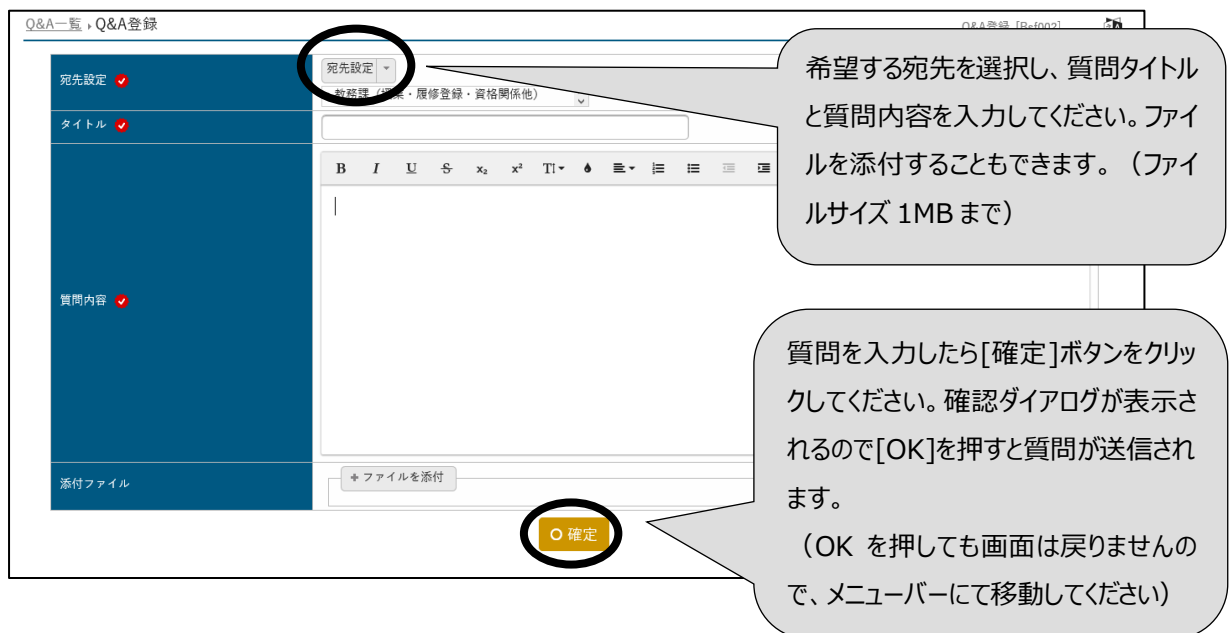 Q&A一覧 › Q&A登録
Q&A登録 [Bsf002]
宛先設定
宛先設定
教務課（授業・履修登録・資格関係他）
タイトル
希望する宛先を選択し、質問タイトル
と質問内容を入力してください。ファイ
ルを添付することもできます。（ファイ
ルサイズ 1MB まで）
B I U S x₂ x² TI
質問内容
質問を入力したら[確定]ボタンをクリッ
クしてください。確認ダイアログが表示さ
れるので[OK]を押すと質問が送信され
ます。
（OK を押しても画面は戻りませんの
で、メニューバーにて移動してください）
添付ファイル
+ ファイルを添付
確定